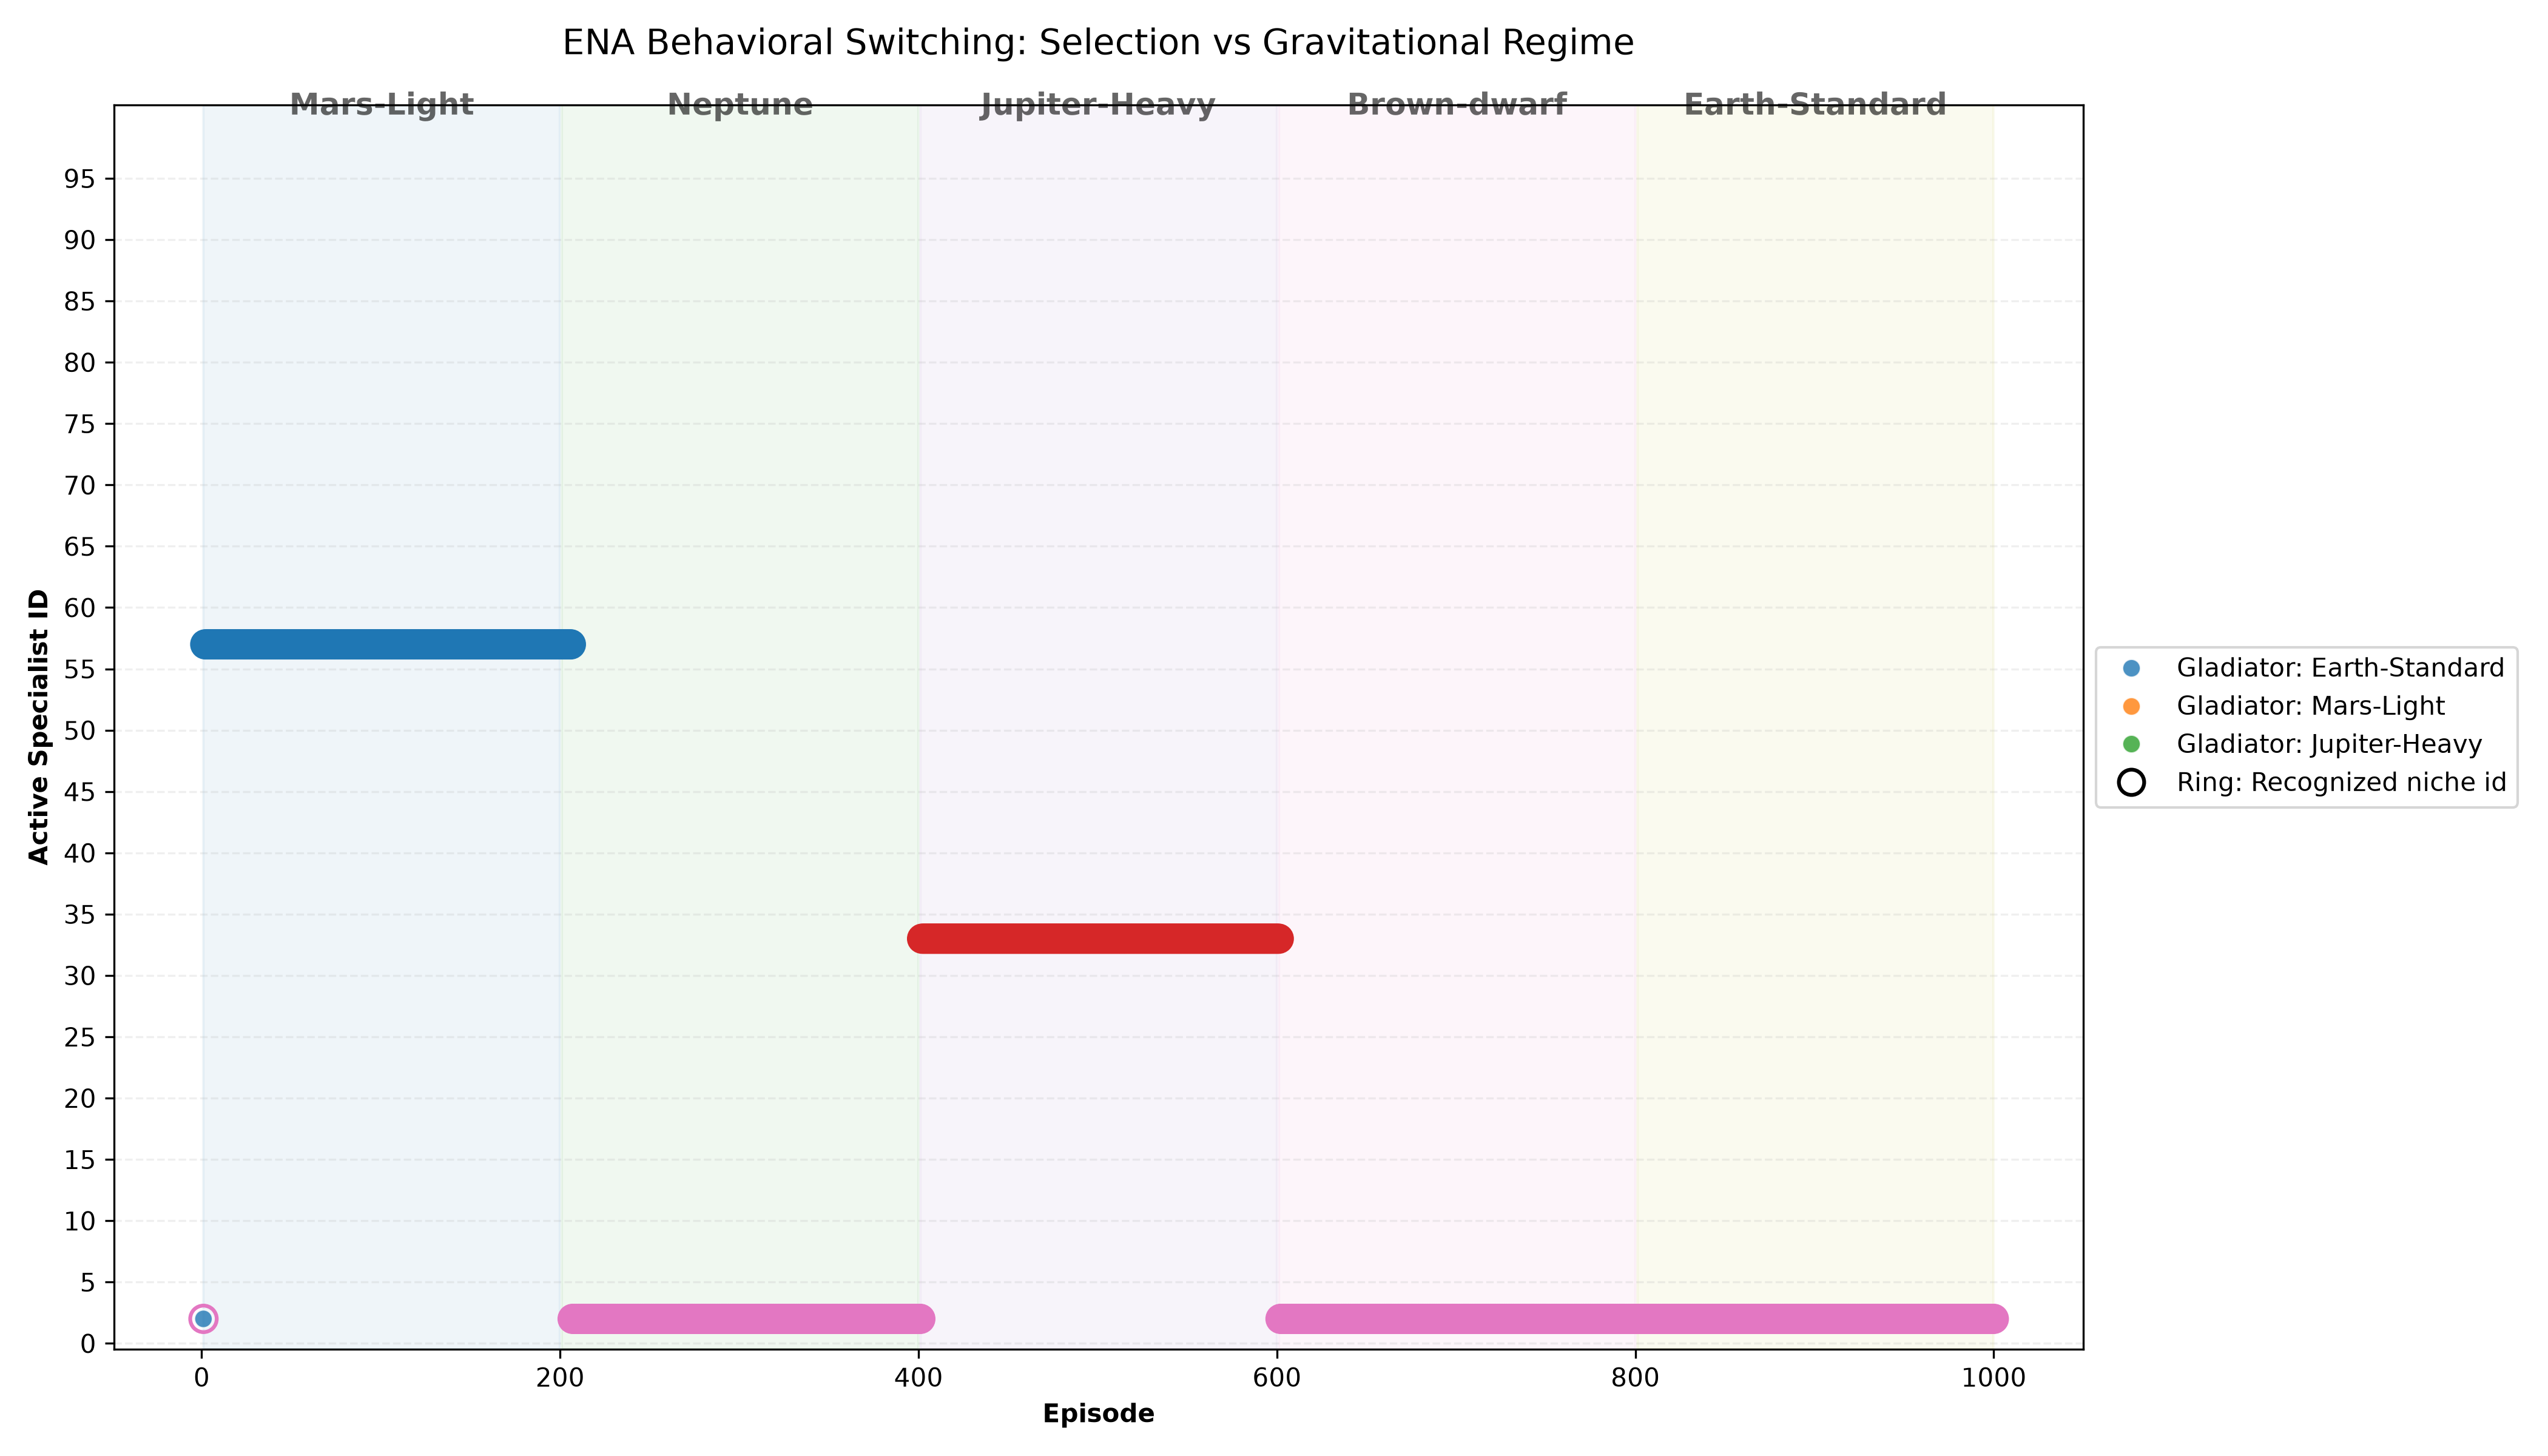 ENA Behavioral Switching: Selection vs Gravitational Regime
Mars-Light
Neptune
Jupiter-Heavy
Brown-dwarf
Earth-Standard
Active Specialist ID
95
90
85
80
75
70
65
60
55
50
45
40
35
30
25
20
15
10
5
0
0
200
400
600
800
1000
Episode
Gladiator: Earth-Standard
Gladiator: Mars-Light
Gladiator: Jupiter-Heavy
Ring: Recognized niche id